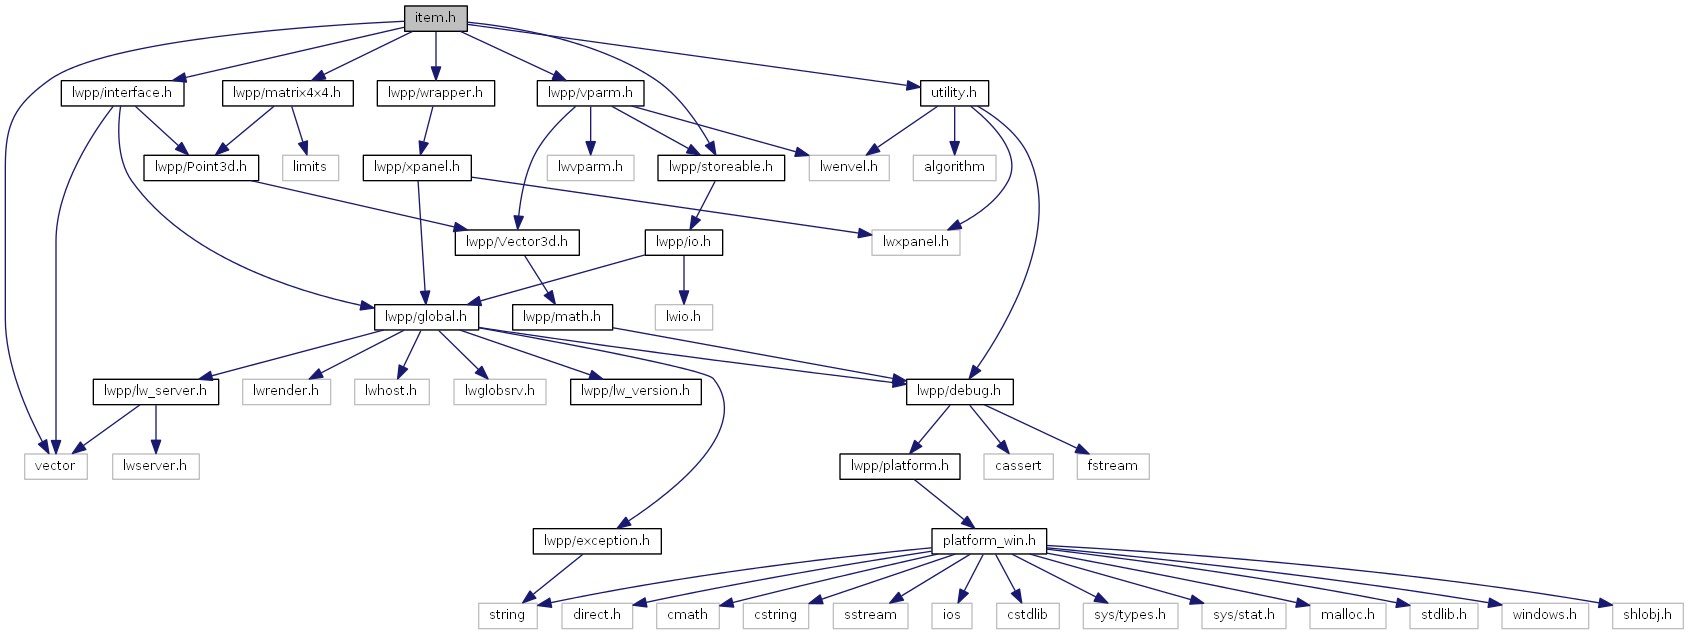 item.h
lwpp/interface.h
lwpp/matrix4x4.h
lwpp/wrapper.h
lwpp/vparm.h
utility.h
lwpp/Point3d.h
limits
lwpp/xpanel.h
lwvparm.h
lwpp/storeable.h
lwenvel.h
algorithm
lwpp/Vector3d.h
lwpp/io.h
lwxpanel.h
lwpp/global.h
lwpp/math.h
lwio.h
lwpp/lw_server.h
lwrender.h
lwhost.h
lwglobsrv.h
lwpp/lw_version.h
lwpp/debug.h
vector
lwserver.h
lwpp/platform.h
cassert
fstream
lwpp/exception.h
platform_win.h
string
direct.h
cmath
cstring
sstream
ios
cstdlib
sys/types.h
sys/stat.h
malloc.h
stdlib.h
windows.h
shlobj.h